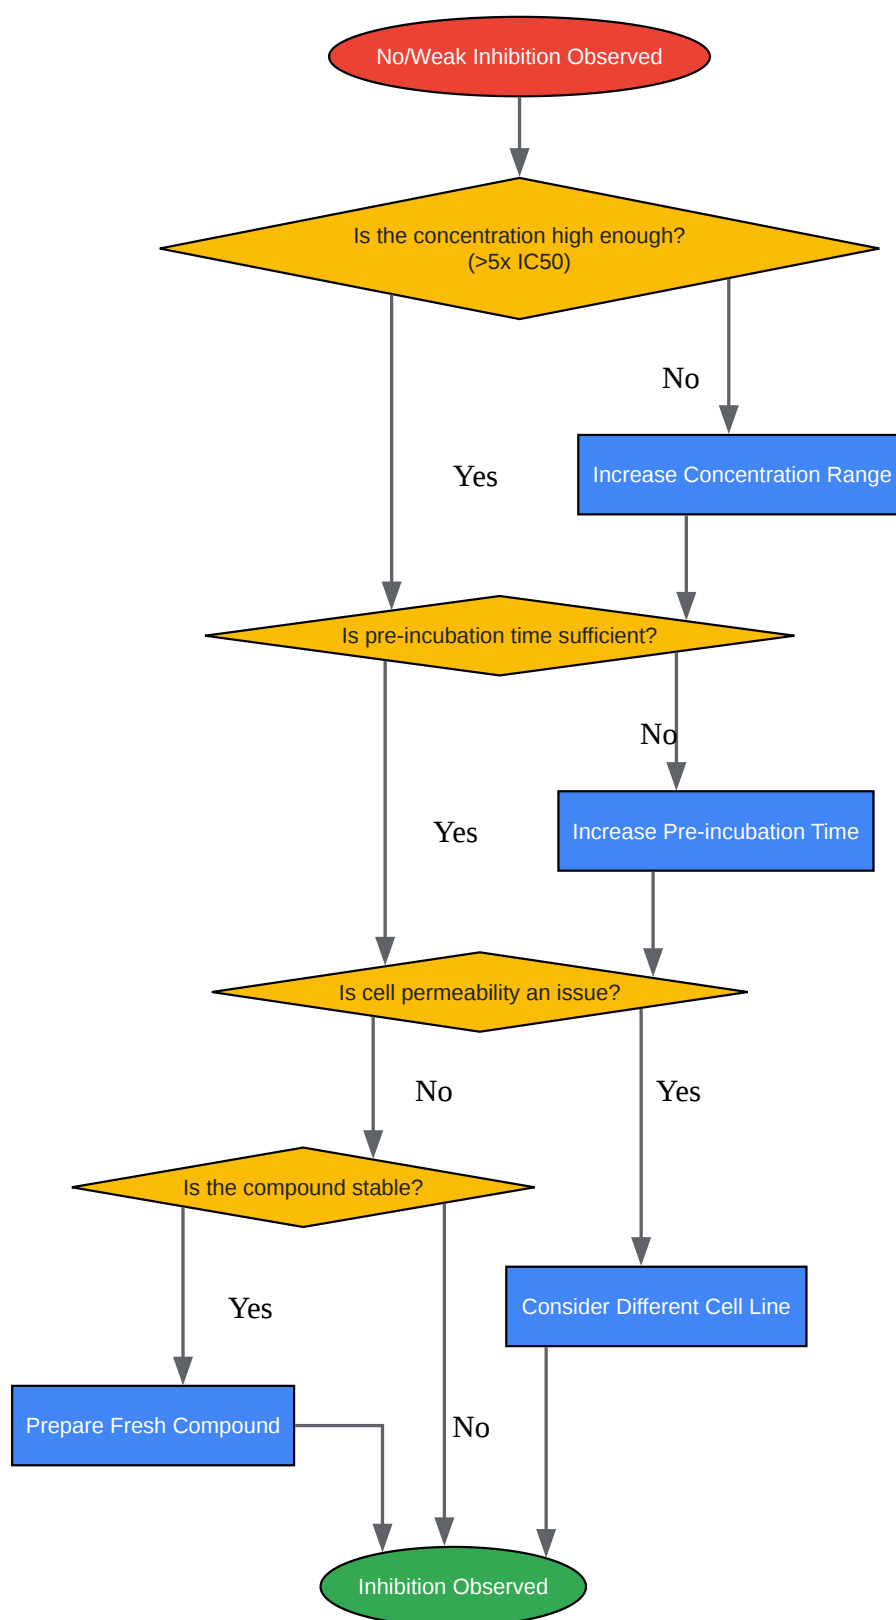 No/Weak Inhibition Observed
Is the concentration high enough?
(>5x IC50)
No
Yes
Increase Concentration Range
Is pre-incubation time sufficient?
No
Yes
Increase Pre-incubation Time
Is cell permeability an issue?
No
Yes
Is the compound stable?
Yes
Consider Different Cell Line
Prepare Fresh Compound
No
Inhibition Observed